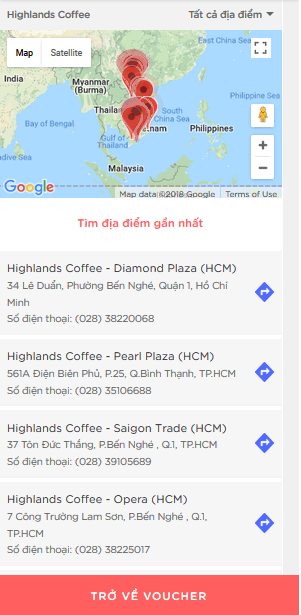 Highlands Coffee
Tất cả địa điểm
Map
Satellite
East China Sea
India
Myanmar
(Burma)
Bay of Bengal
South
China Sea
Philippine Sea
Gulf of
Thailand
Philippines
Malaysia
Google
Map data ©2018 Google
Terms of Use
Tìm địa điểm gần nhất
Highlands Coffee - Diamond Plaza (HCM)
34 Lê Duẩn, Phường Bến Nghé, Quận 1, Hồ Chí
Minh
Số điện thoại: (028) 38220068
Highlands Coffee - Pearl Plaza (HCM)
561A Điện Biên Phủ, P.25, Q.Bình Thạnh, TP.HCM
Số điện thoại: (028) 35106688
Highlands Coffee - Saigon Trade (HCM)
37 Tôn Đức Thắng, P.Bến Nghé , Q.1, TP.HCM
Số điện thoại: (028) 39105689
Highlands Coffee - Opera (HCM)
7 Công Trường Lam Sơn, P.Bến Nghé , Q.1,
TP.HCM
Số điện thoại: (028) 38225017
TRỞ VỀ VOUCHER